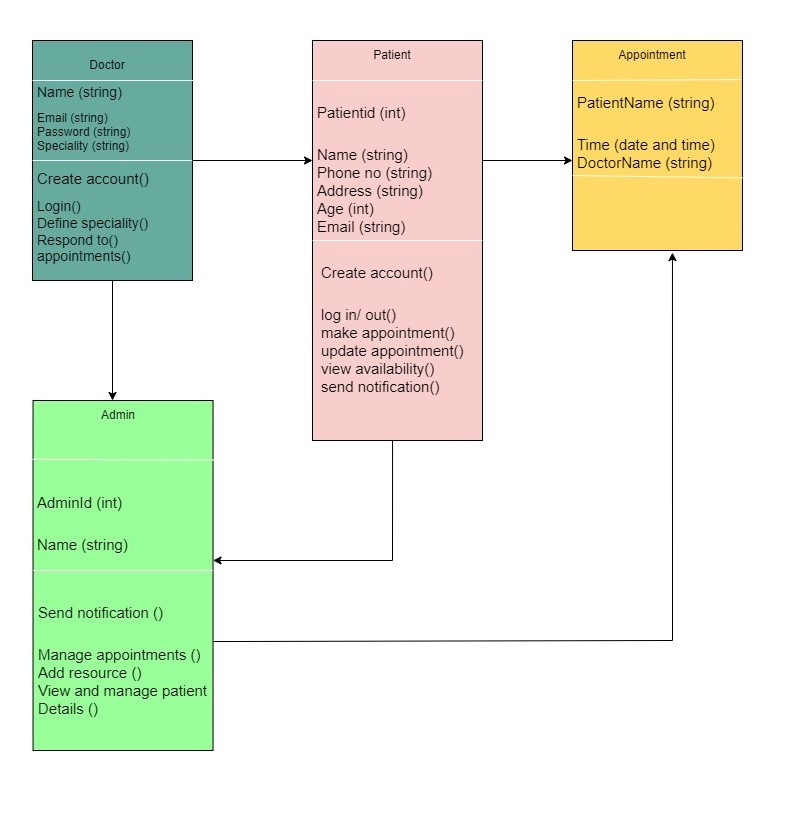 Doctor
Name (string)
Email (string)
Password (string)
Speciality (string)
Create account()
Login()
Define speciality()
Respond to()
appointments()
Patient
Patientid (int)
Name (string)
Phone no (string)
Address (string)
Age (int)
Email (string)
Create account()
log in/ out()
make appointment()
update appointment()
view availability()
send notification()
Appointment
PatientName (string)
Time (date and time)
DoctorName (string)
Admin
AdminId (int)
Name (string)
Send notification ()
Manage appointments ()
Add resource ()
View and manage patient
Details ()